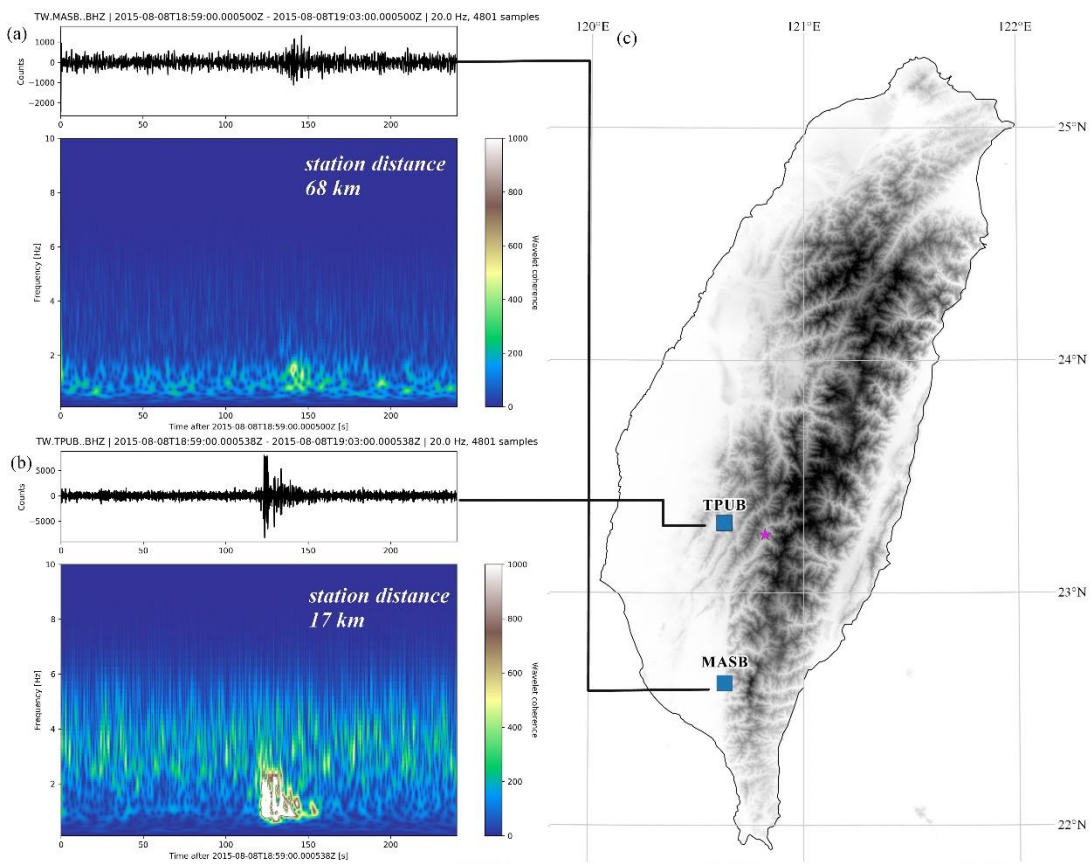 TW.MASB..BHZ | 2015-08-08T18:59:00.000500Z - 2015-08-08T19:03:00.000500Z | 20.0 Hz, 4801 samples
(a)
1000
0
−1000
−2000
Counts
0 50 100 150 200
10
8
6
4
2
Frequency [Hz]
station distance
68 km
0 50 100 150 200
Time after 2015-08-08T18:59:00.000500Z [s]
1000
800
600
400
200
0
Wavelet coherence
TW.TPUB..BHZ | 2015-08-08T18:59:00.000538Z - 2015-08-08T19:03:00.000538Z | 20.0 Hz, 4801 samples
(b)
5000
0
−5000
Counts
0 50 100 150 200
10
8
6
4
2
Frequency [Hz]
station distance
17 km
0 50 100 150 200
Time after 2015-08-08T18:59:00.000538Z [s]
1000
800
600
400
200
0
Wavelet coherence
120°E 121°E 122°E
(c)
25°N
24°N
23°N
22°N
TPUB
MASB